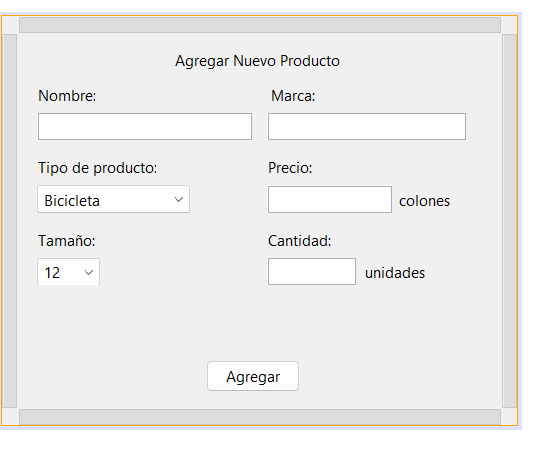 Agregar Nuevo Producto
Nombre: Marca:
Tipo de producto: Precio:
Bicicleta colones
Tamaño: Cantidad:
12 unidades
Agregar